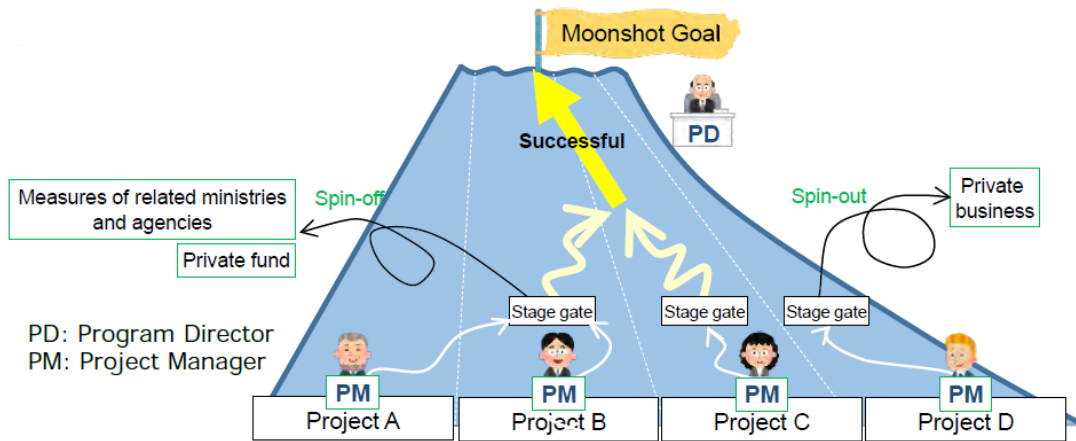 Moonshot Goal
PD
Successful
Measures of related ministries
and agencies
Spin-off
Spin-out
Private
business
Private fund
Stage gate
Stage gate
Stage gate
PD: Program Director
PM: Project Manager
PM
PM
PM
PM
Project A
Project B
Project C
Project D